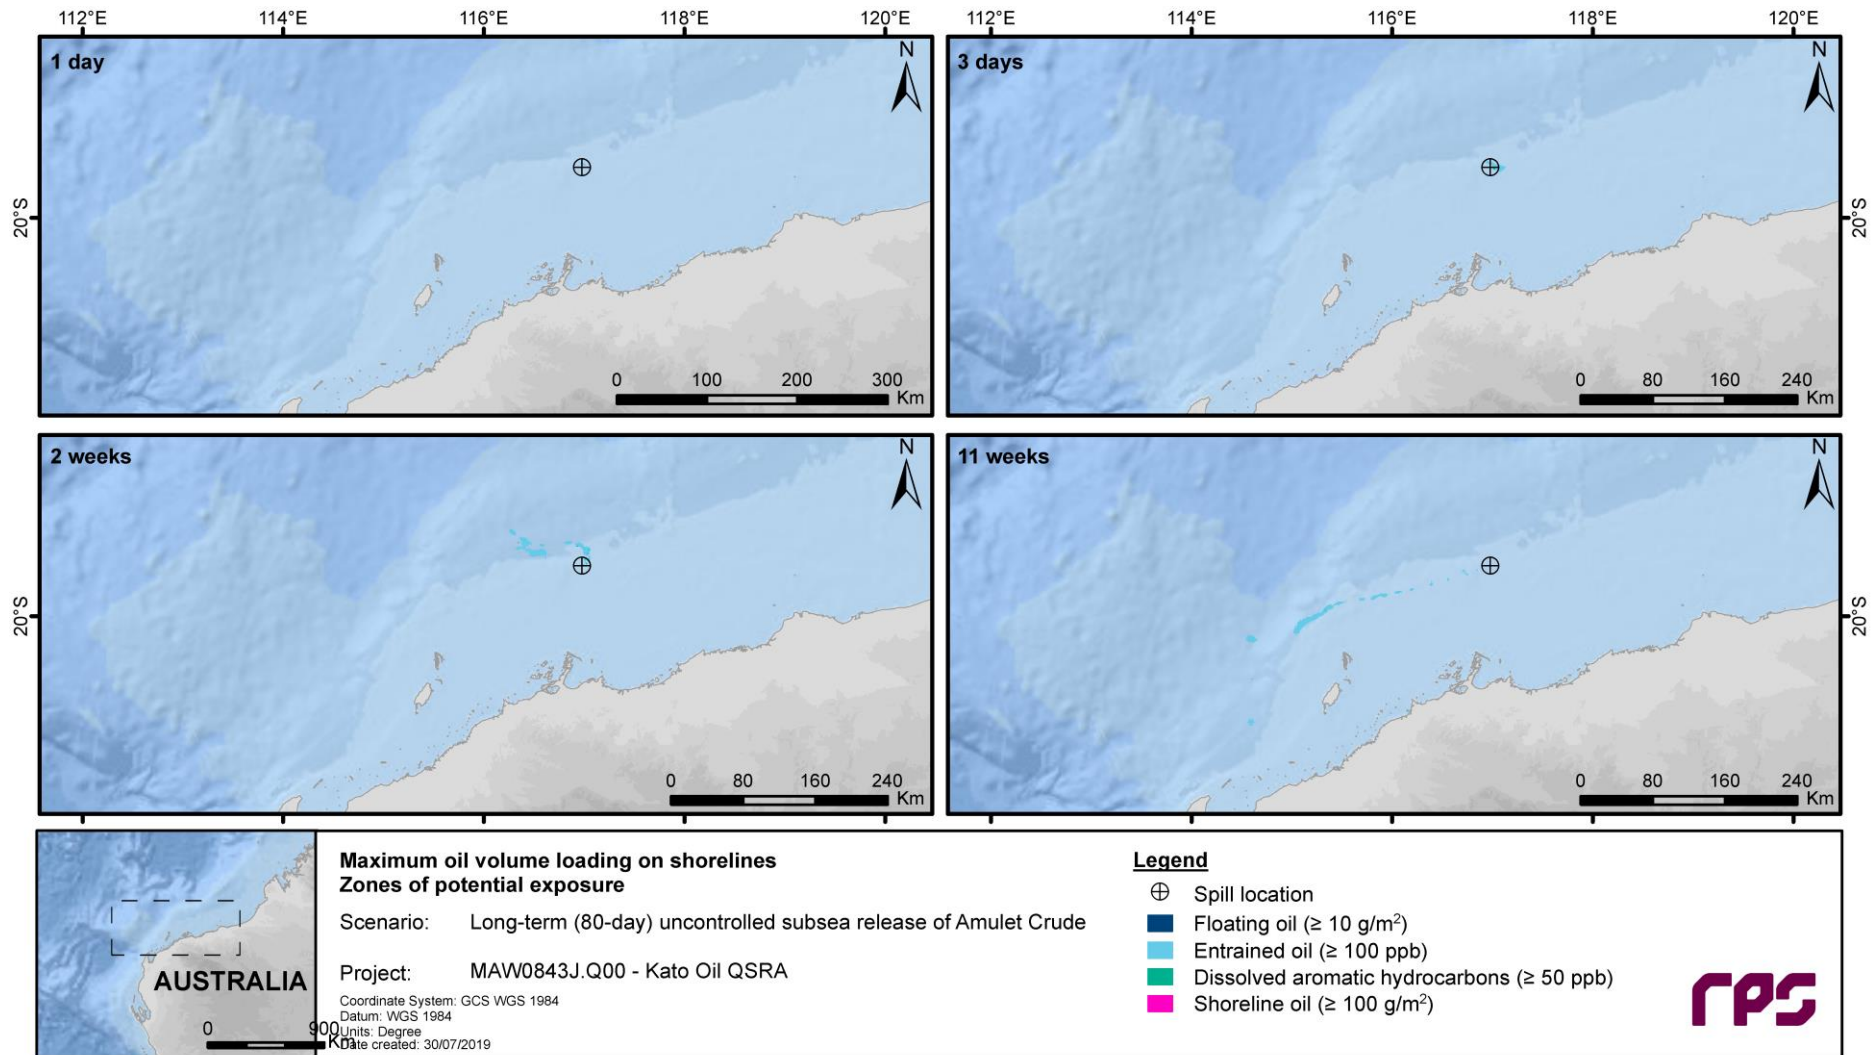 112°E 114°E 116°E 118°E 120°E 112°E 114°E 116°E 118°E 120°E
1 day
N
20°S
0 100 200 300
Km
3 days
N
20°S
0 80 160 240
Km
2 weeks
N
20°S
0 80 160 240
Km
11 weeks
N
20°S
0 80 160 240
Km
AUSTRALIA
0 900
Km
Maximum oil volume loading on shorelines
Zones of potential exposure
Scenario: Long-term (80-day) uncontrolled subsea release of Amulet Crude
Project: MAW0843J.Q00 - Kato Oil QSRA
Coordinate System: GCS WGS 1984
Datum: WGS 1984
Units: Degree
Date created: 30/07/2019
Legend
Spill location
Floating oil (≥ 10 g/m²)
Entrained oil (≥ 100 ppb)
Dissolved aromatic hydrocarbons (≥ 50 ppb)
Shoreline oil (≥ 100 g/m²)
rps